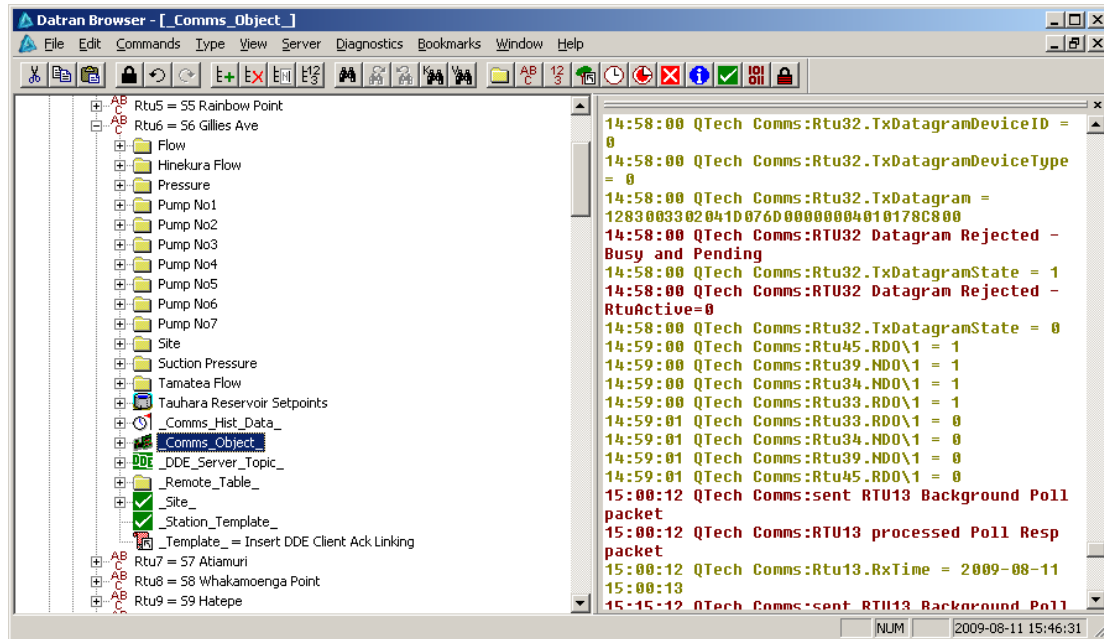 Datran Browser - [_Comms_Object_]
File Edit Commands Type View Server Diagnostics Bookmarks Window Help
Rtu5 = S5 Rainbow Point
Rtu6 = S6 Gillies Ave
Flow
Hinekura Flow
Pressure
Pump No1
Pump No2
Pump No3
Pump No4
Pump No5
Pump No6
Pump No7
Site
Suction Pressure
Tamatea Flow
Tauhara Reservoir Setpoints
_Comms_Hist_Data_
_Comms_Object_
DDE _DDE_Server_Topic_
_Remote_Table_
_Site_
_Station_Template_
_Template_ = Insert DDE Client Ack Linking
Rtu7 = S7 Atiamuri
Rtu8 = S8 Whakamoenga Point
Rtu9 = S9 Hatepe
14:58:00 QTech Comms:Rtu32.TxDatagramDeviceID =
0
14:58:00 QTech Comms:Rtu32.TxDatagramDeviceType
= 0
14:58:00 QTech Comms:Rtu32.TxDatagram =
1283003302041D076D00000004010178C800
14:58:00 QTech Comms:RTU32 Datagram Rejected -
Busy and Pending
14:58:00 QTech Comms:Rtu32.TxDatagramState = 1
14:58:00 QTech Comms:RTU32 Datagram Rejected -
RtuActive=0
14:58:00 QTech Comms:Rtu32.TxDatagramState = 0
14:59:00 QTech Comms:Rtu45.RDO\1 = 1
14:59:00 QTech Comms:Rtu39.NDO\1 = 1
14:59:00 QTech Comms:Rtu34.NDO\1 = 1
14:59:00 QTech Comms:Rtu33.RDO\1 = 1
14:59:01 QTech Comms:Rtu33.RDO\1 = 0
14:59:01 QTech Comms:Rtu34.NDO\1 = 0
14:59:01 QTech Comms:Rtu39.NDO\1 = 0
14:59:01 QTech Comms:Rtu45.RDO\1 = 0
15:00:12 QTech Comms:sent RTU13 Background Poll
packet
15:00:12 QTech Comms:RTU13 processed Poll Resp
packet
15:00:12 QTech Comms:Rtu13.RxTime = 2009-08-11
15:00:13
15:15:12 QTech Comms:sent RTU13 Background Poll
NUM 2009-08-11 15:46:31